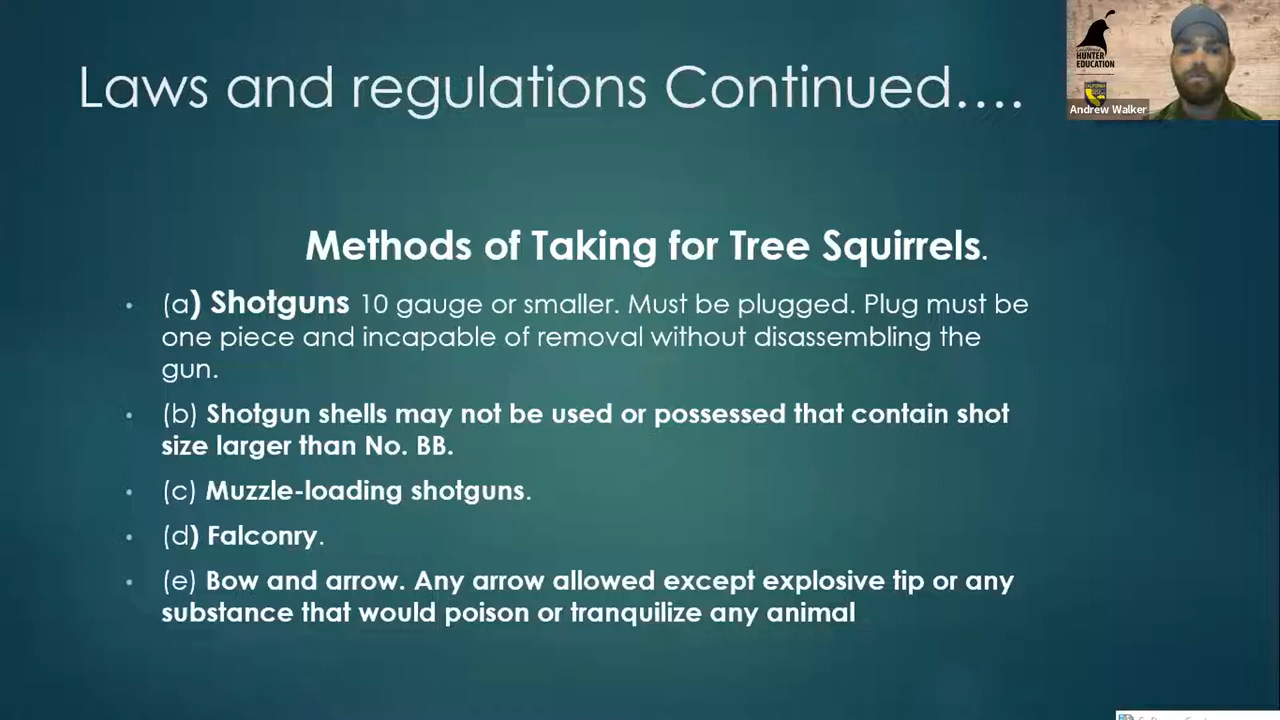 Laws and regulations Continued....
HUNTER
EDUCATION
Andrew Walker
Methods of Taking for Tree Squirrels.
• (a) Shotguns 10 gauge or smaller. Must be plugged. Plug must be
one piece and incapable of removal without disassembling the
gun.
• (b) Shotgun shells may not be used or possessed that contain shot
size larger than No. BB.
• (c) Muzzle-loading shotguns.
• (d) Falconry.
• (e) Bow and arrow. Any arrow allowed except explosive tip or any
substance that would poison or tranquilize any animal